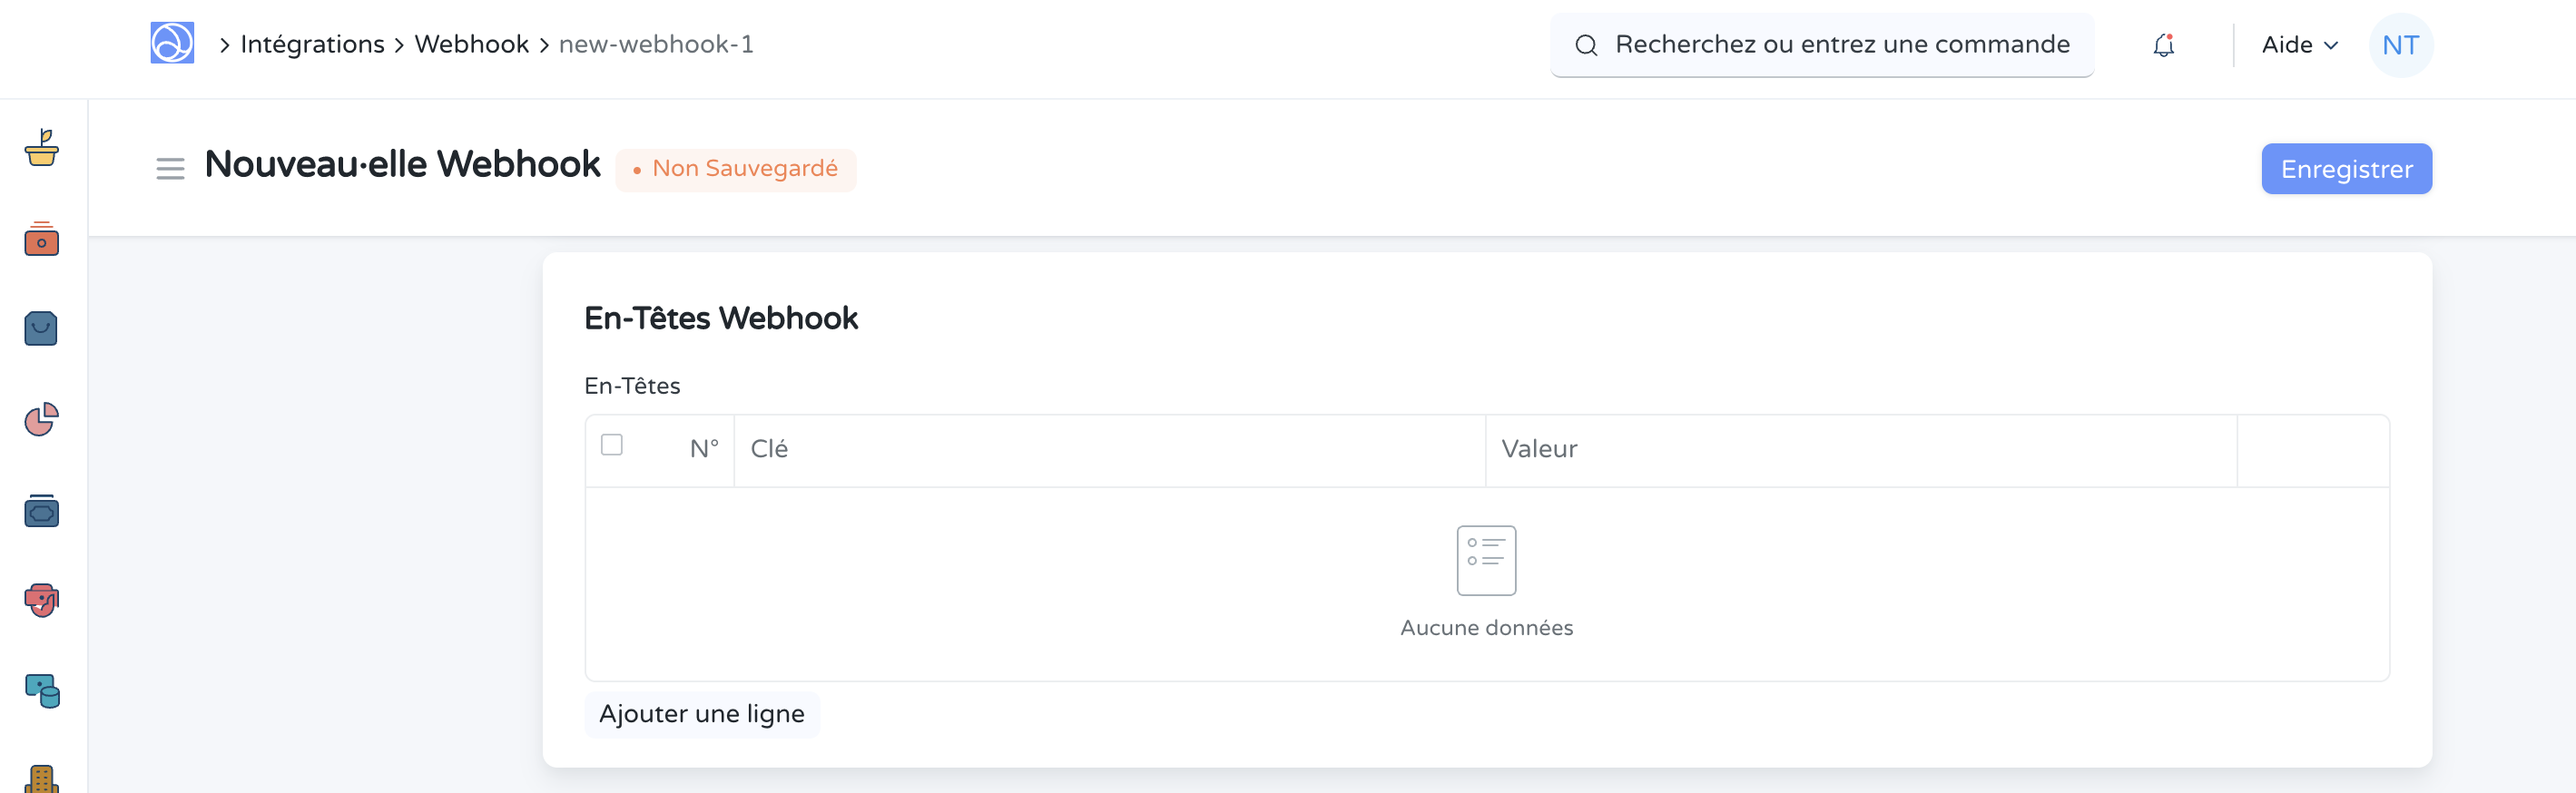 Intégrations Webhook new-webhook-1
Recherchez ou entrez une commande
Aide
NT
Nouveau·elle Webhook
• Non Sauvegardé
Enregistrer
En-Têtes Webhook
En-Têtes
N° Clé Valeur
Aucune données
Ajouter une ligne